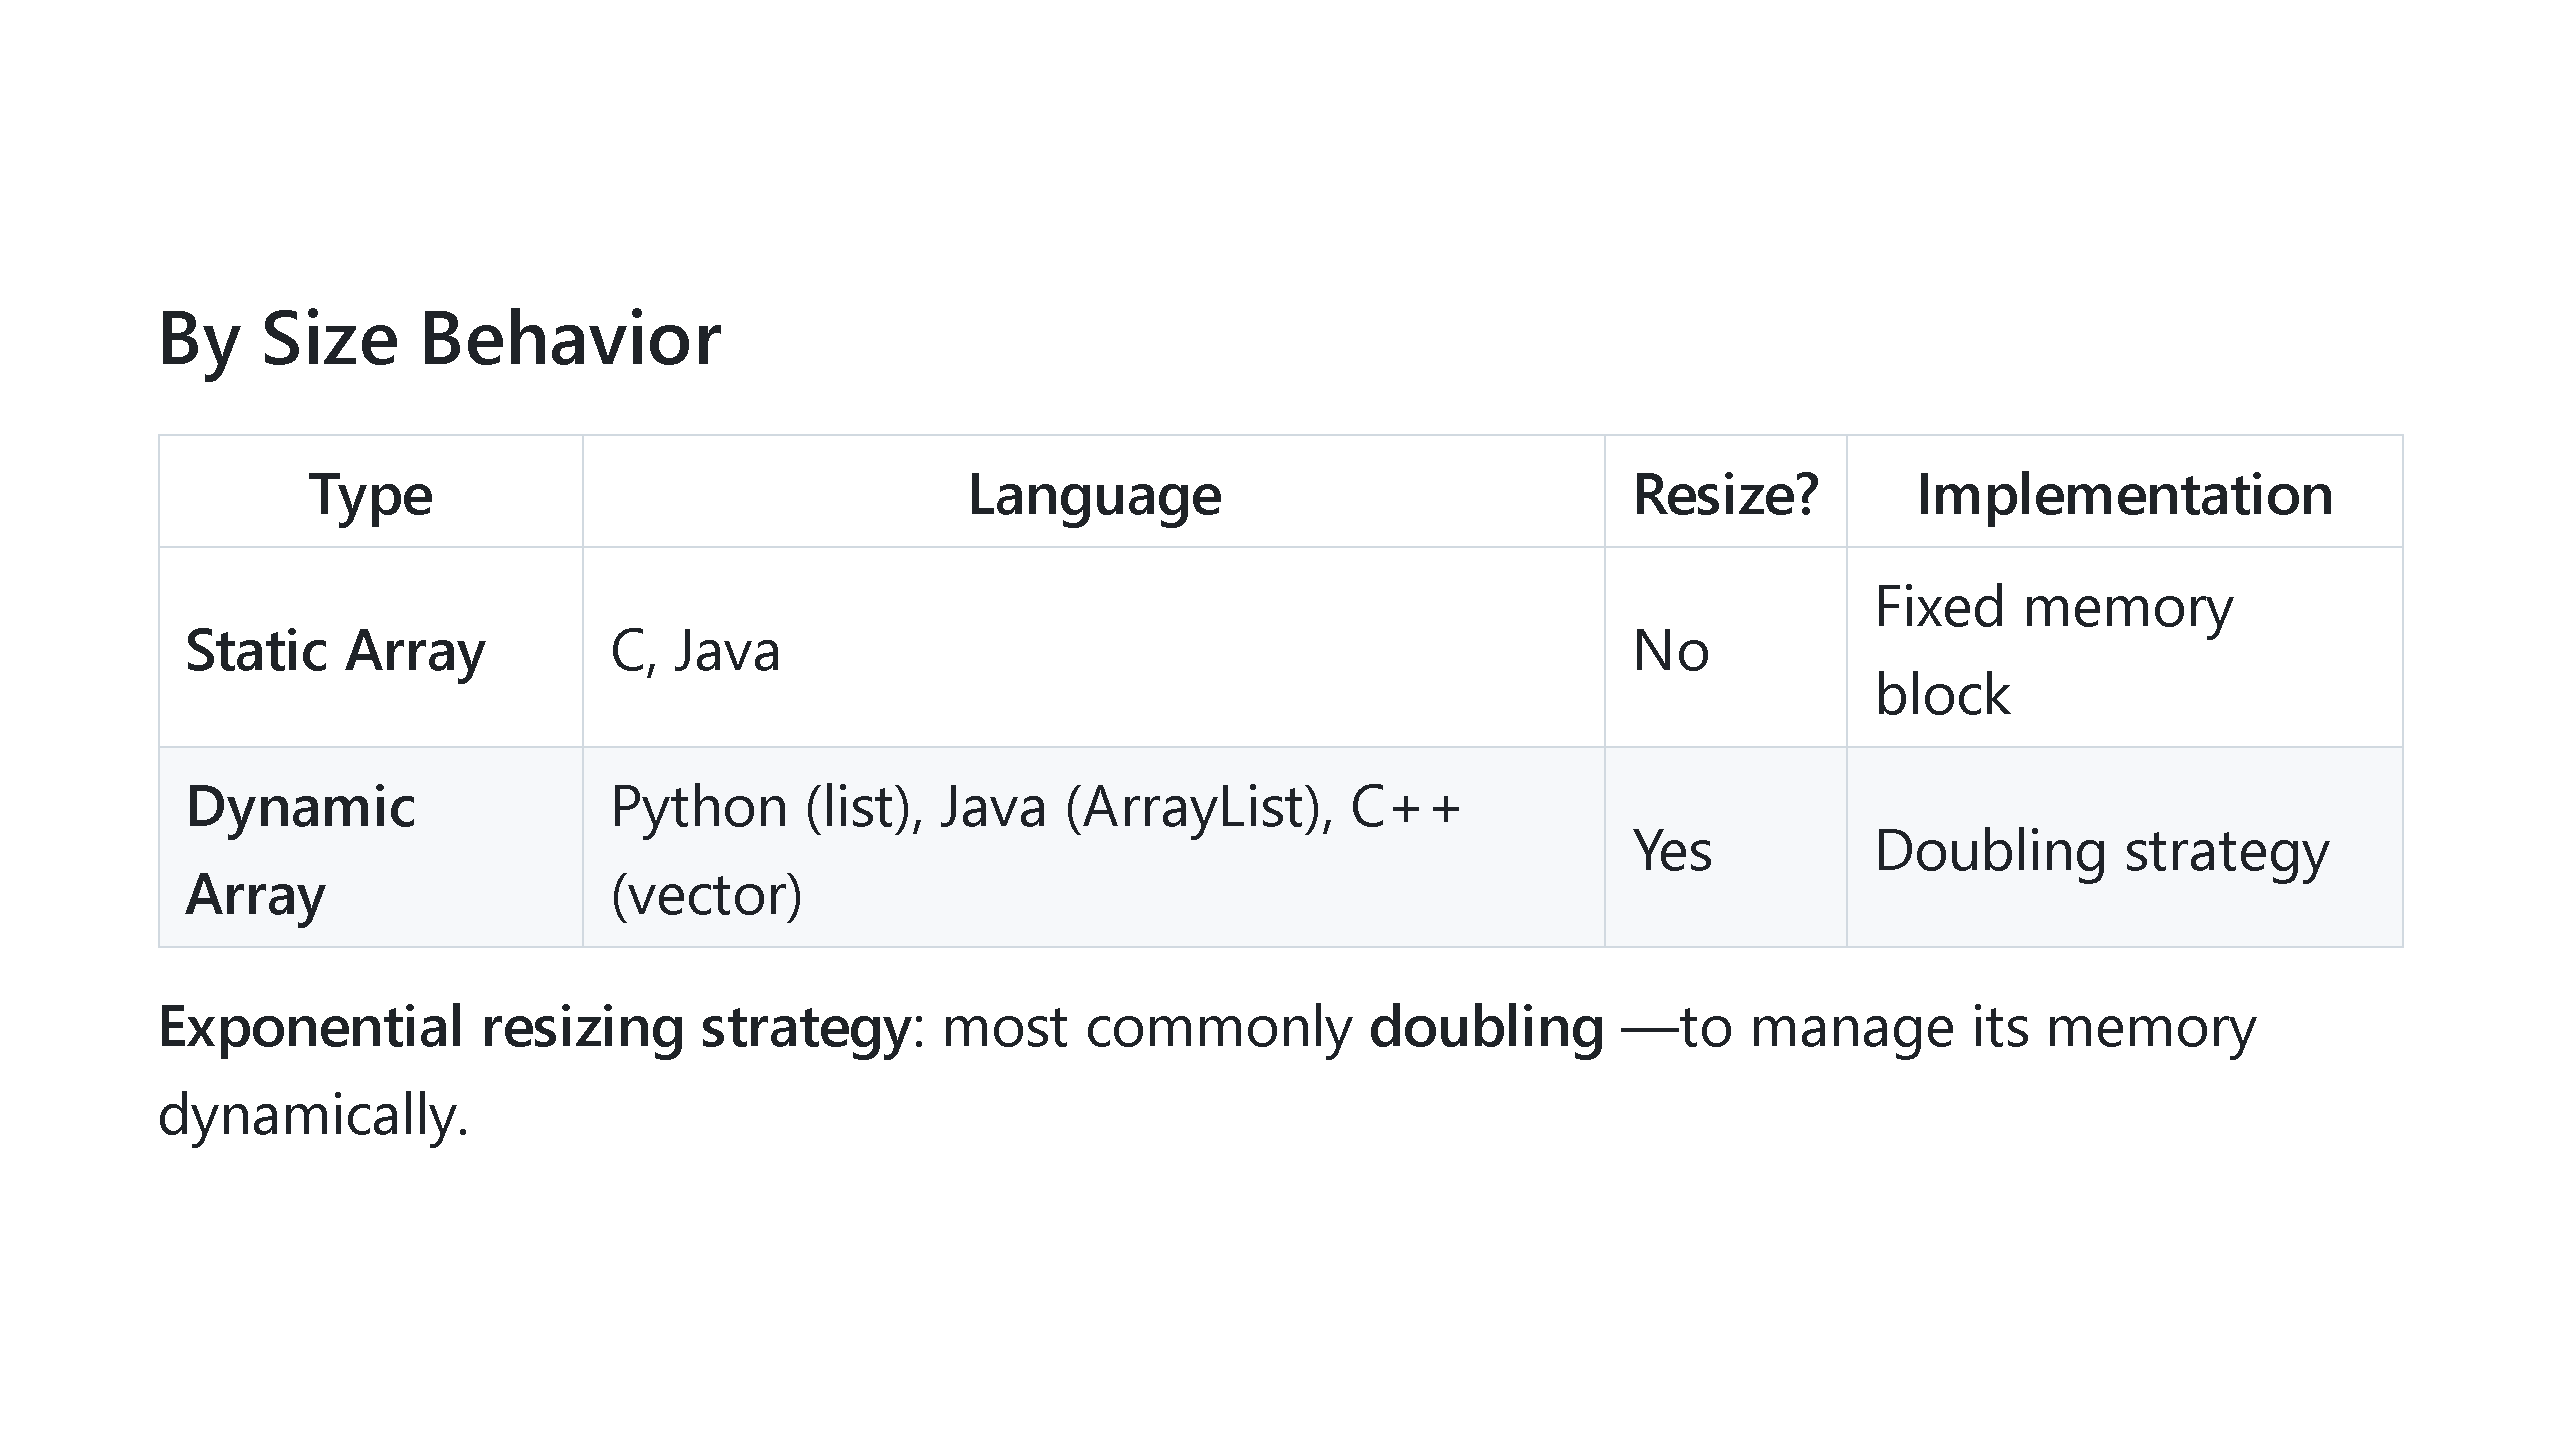 By Size Behavior
Type Language Resize? Implementation
Static Array C, Java No Fixed memory
block
Dynamic
Array Python (list), Java (ArrayList), C++
(vector) Yes Doubling strategy
Exponential resizing strategy: most commonly doubling —to manage its memory
dynamically.